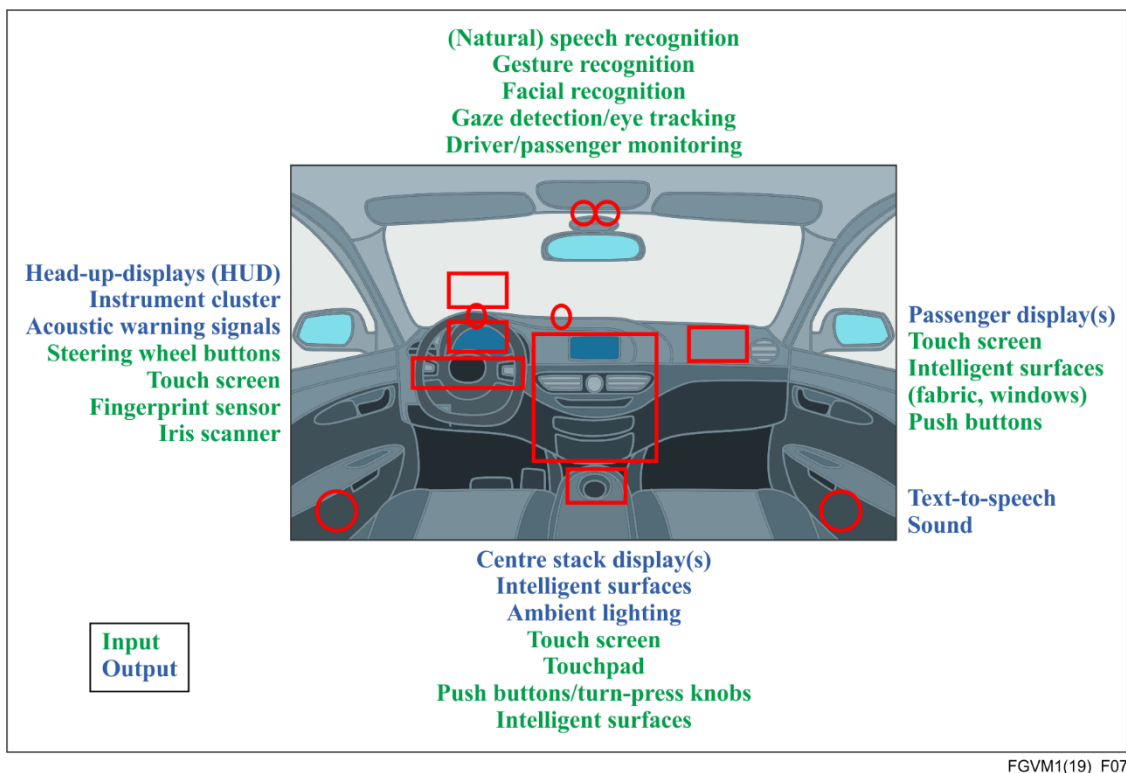 (Natural) speech recognition
Gesture recognition
Facial recognition
Gaze detection/eye tracking
Driver/passenger monitoring
Head-up-displays (HUD)
Instrument cluster
Acoustic warning signals
Steering wheel buttons
Touch screen
Fingerprint sensor
Iris scanner
Passenger display(s)
Touch screen
Intelligent surfaces
(fabric, windows)
Push buttons
Text-to-speech
Sound
Centre stack display(s)
Intelligent surfaces
Ambient lighting
Touch screen
Touchpad
Push buttons/turn-press knobs
Intelligent surfaces
Input
Output
FGVM1(19)_F07